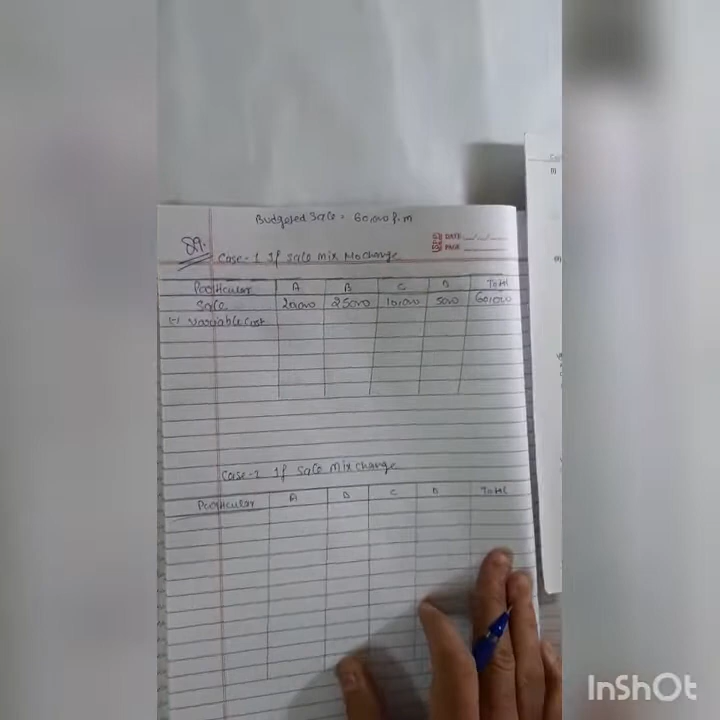 Budgeted Sale = 60,000 P.m
DATE
PAGE
89.
Case-1 If sale mix No change
Particular A B C D Total
Sale 20,000 25000 10,000 5000 60,000
(-) Variable Cost
Case-2 If Sale Mix change
Particular A B C D Total
InShOt